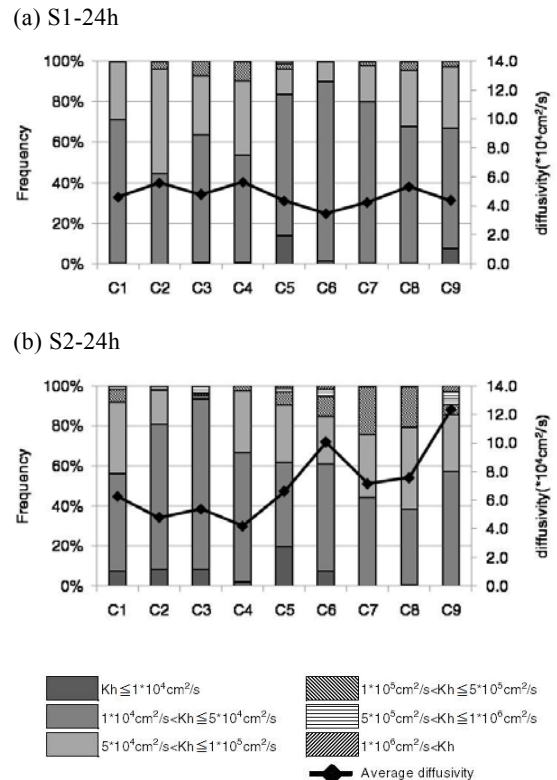 (a) S1-24h
100%
80%
60%
40%
20%
0%
Frequency
14.0
12.0
10.0
8.0
6.0
4.0
2.0
0.0
diffusivity(*10⁴cm²/s)
C1 C2 C3 C4 C5 C6 C7 C8 C9
(b) S2-24h
100%
80%
60%
40%
20%
0%
Frequency
14.0
12.0
10.0
8.0
6.0
4.0
2.0
0.0
diffusivity(*10⁴cm²/s)
C1 C2 C3 C4 C5 C6 C7 C8 C9
Kh≦1*10⁴cm²/s
1*10⁴cm²/s<Kh≦5*10⁴cm²/s
5*10⁴cm²/s<Kh≦1*10⁵cm²/s
1*10⁵cm²/s<Kh≦5*10⁵cm²/s
5*10⁵cm²/s<Kh≦1*10⁶cm²/s
1*10⁶cm²/s<Kh
Average diffusivity